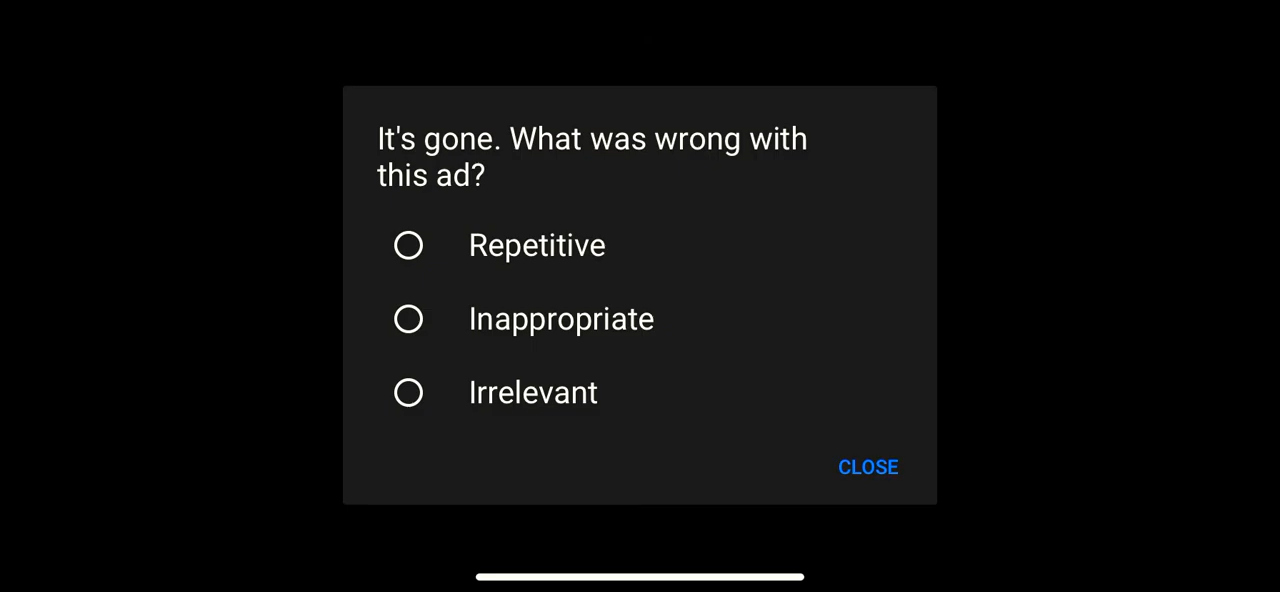 It's gone. What was wrong with
this ad?
Repetitive
Inappropriate
Irrelevant
CLOSE